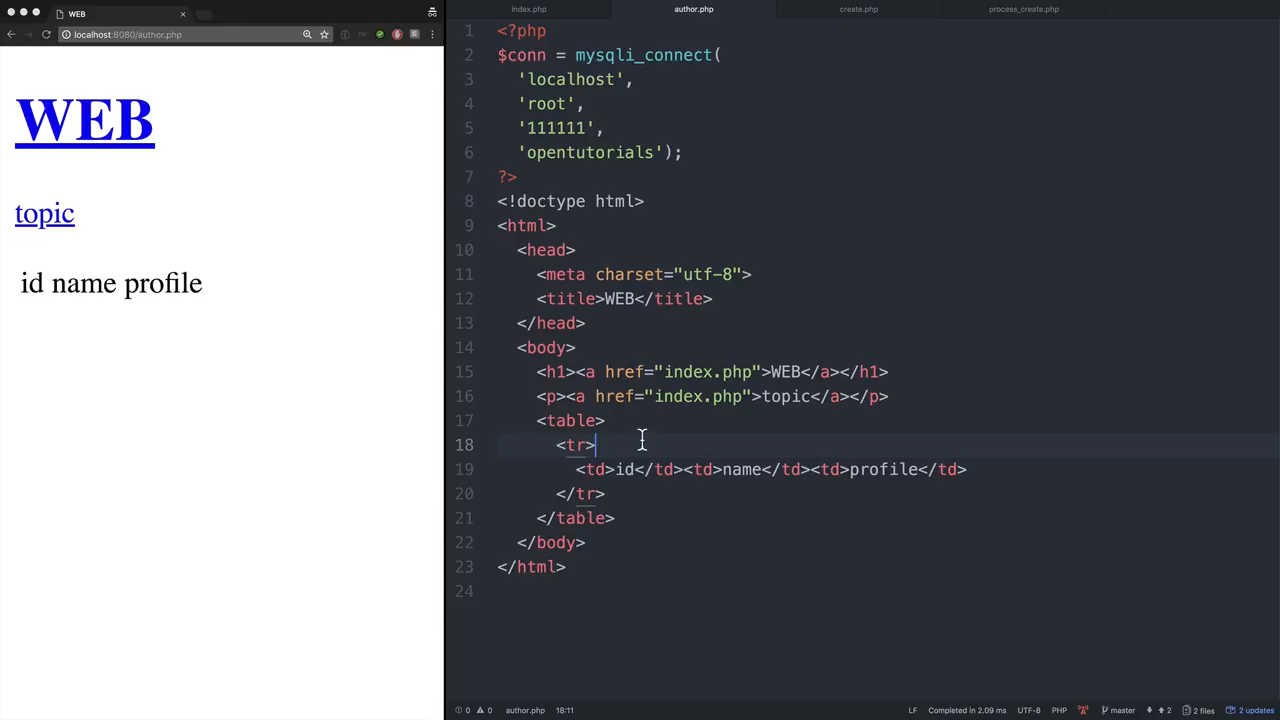 WEB
localhost:8080/author.php
WEB
topic
id name profile
index.php
author.php
create.php
process_create.php
1 <?php
2 $conn = mysqli_connect(
3 'localhost',
4 'root',
5 '111111',
6 'opentutorials');
7 ?>
8 <!doctype html>
9 <html>
10 <head>
11 <meta charset="utf-8">
12 <title>WEB</title>
13 </head>
14 <body>
15 <h1><a href="index.php">WEB</a></h1>
16 <p><a href="index.php">topic</a></p>
17 <table>
18 <tr>
19 <td>id</td><td>name</td><td>profile</td>
20 </tr>
21 </table>
22 </body>
23 </html>
24
0 0 author.php 18:11 LF Completed in 2.09 ms UTF-8 PHP master 2 2 files 2 updates